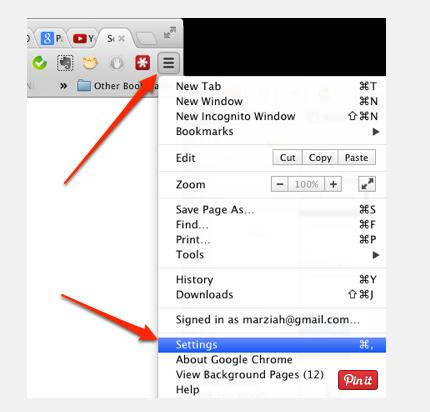 P. Y Se
Other Bookma
New Tab ⌘T
New Window ⌘N
New Incognito Window ⇧⌘N
Bookmarks ▶
Edit Cut Copy Paste
Zoom − 100% +
Save Page As... ⌘S
Find... ⌘F
Print... ⌘P
Tools ▶
History ⌘Y
Downloads ⇧⌘J
Signed in as marziah@gmail.com...
Settings ⌘,
About Google Chrome
View Background Pages (12)
Pin it
Help